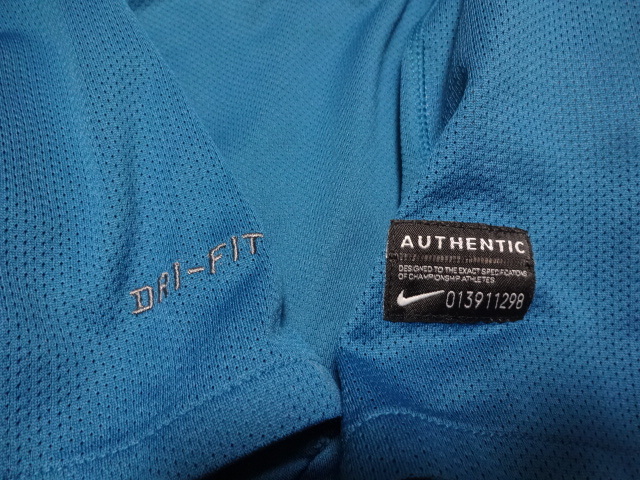 DRI-FIT
AUTHENTIC
DESIGNED TO THE EXACT SPECIFICATIONS
OF CHAMPIONSHIP ATHLETES
013911298